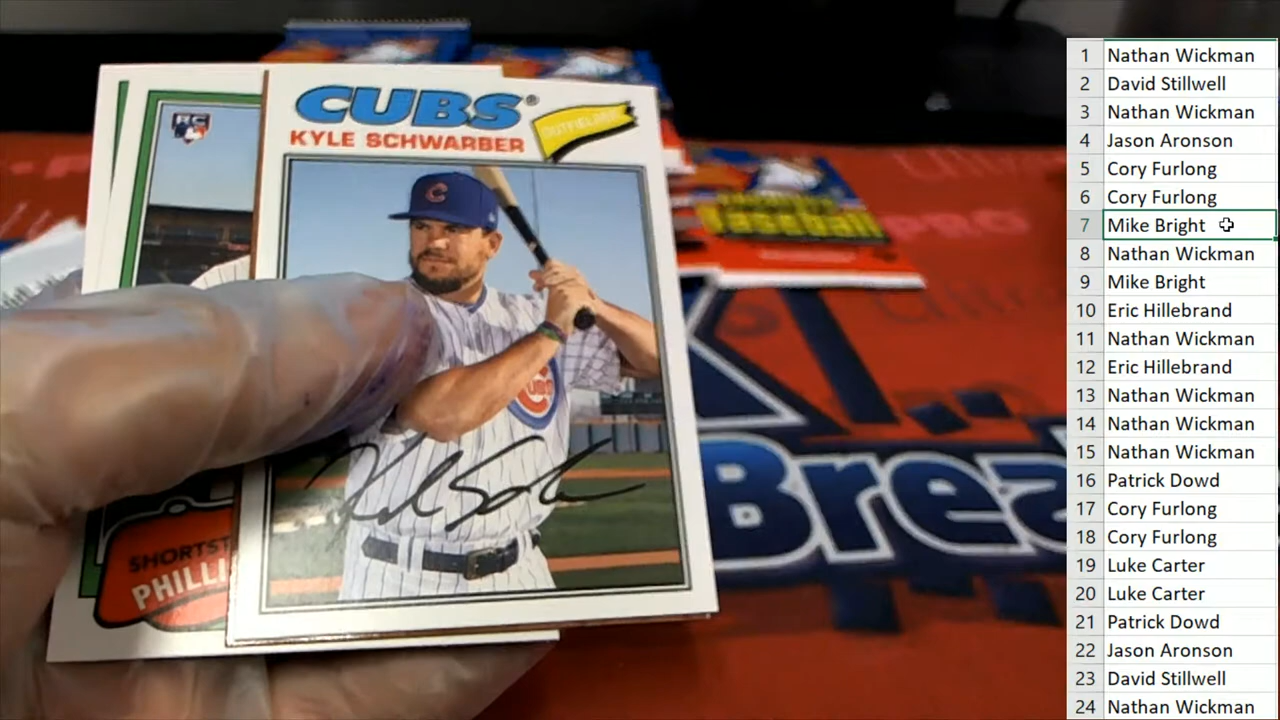 CUBS®
KYLE SCHWARBER
OUTFIELDER
C
CUBS
RC
SHORTST
PHILLI
Baseball
PRO
Brea
1 Nathan Wickman
2 David Stillwell
3 Nathan Wickman
4 Jason Aronson
5 Cory Furlong
6 Cory Furlong
7 Mike Bright
8 Nathan Wickman
9 Mike Bright
10 Eric Hillebrand
11 Nathan Wickman
12 Eric Hillebrand
13 Nathan Wickman
14 Nathan Wickman
15 Nathan Wickman
16 Patrick Dowd
17 Cory Furlong
18 Cory Furlong
19 Luke Carter
20 Luke Carter
21 Patrick Dowd
22 Jason Aronson
23 David Stillwell
24 Nathan Wickman